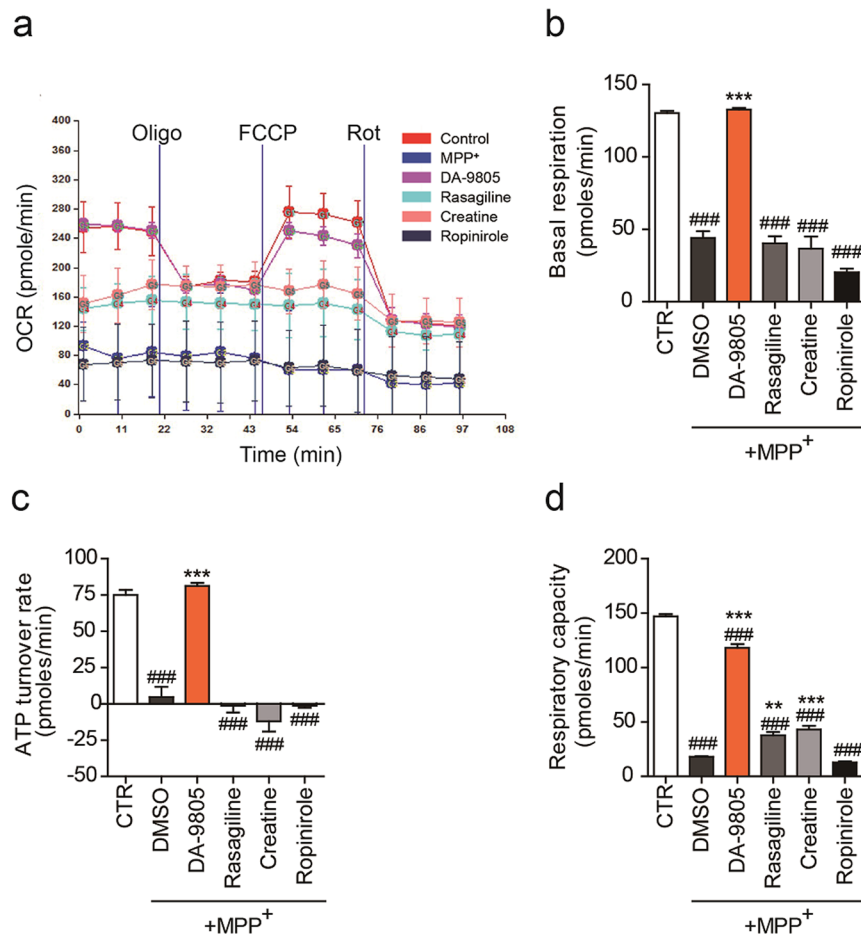 a
Oligo FCCP Rot
400
360
320
280
240
200
160
120
80
40
0
OCR (pmole/min)
0 11 22 33 44 54 64 76 86 97 108
Time (min)
Control
MPP⁺
DA-9805
Rasagiline
Creatine
Ropinirole
b
150
100
50
0
Basal respiration
(pmoles/min)
###
***
###
###
###
CTR
DMSO
DA-9805
Rasagiline
Creatine
Ropinirole
+MPP⁺
c
100
75
50
25
0
-25
-50
ATP turnover rate
(pmoles/min)
###
***
###
###
###
CTR
DMSO
DA-9805
Rasagiline
Creatine
Ropinirole
+MPP⁺
d
200
150
100
50
0
Respiratory capacity
(pmoles/min)
###
***
###
**
###
***
###
###
CTR
DMSO
DA-9805
Rasagiline
Creatine
Ropinirole
+MPP⁺